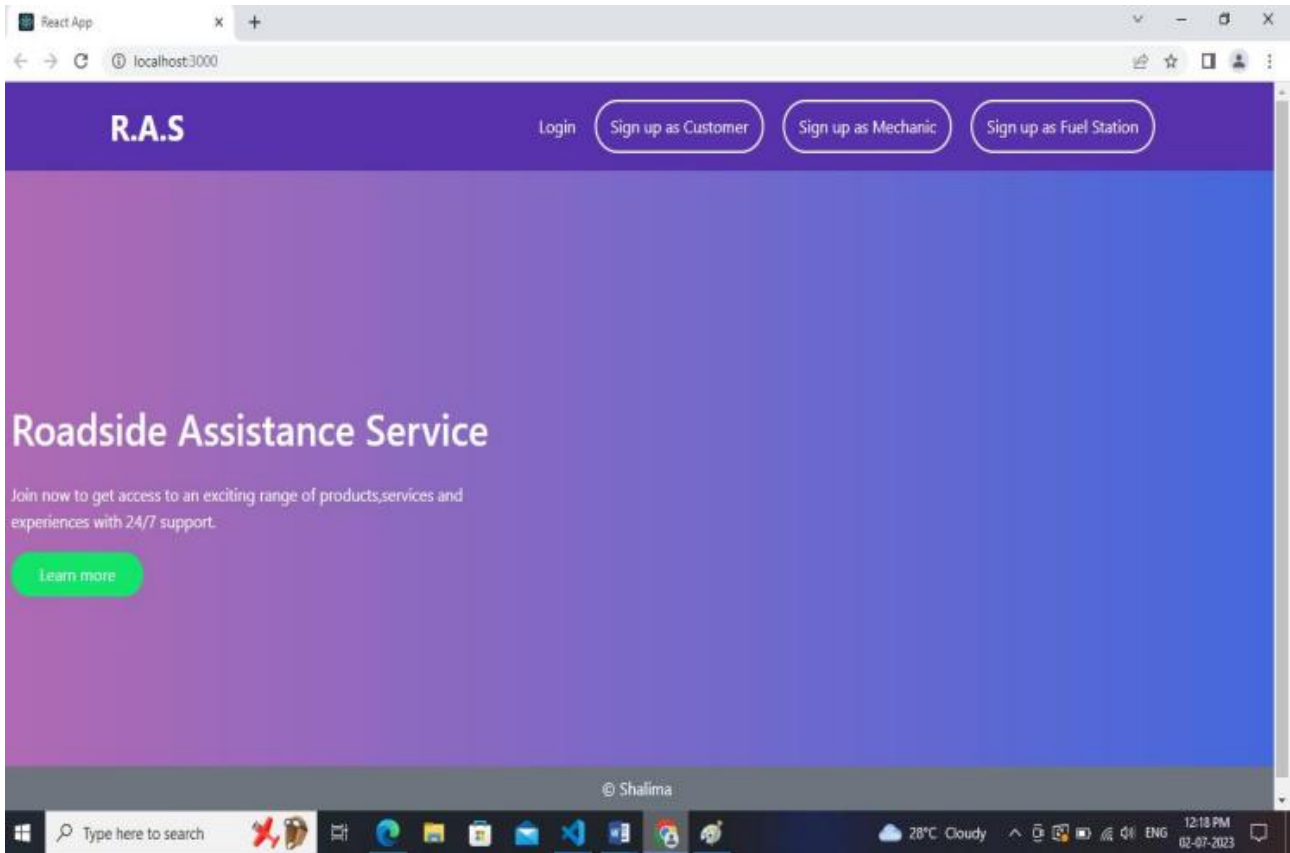 React App
localhost:3000
R.A.S
Login
Sign up as Customer
Sign up as Mechanic
Sign up as Fuel Station
Roadside Assistance Service
Join now to get access to an exciting range of products,services and
experiences with 24/7 support.
Learn more
© Shalima
Type here to search
28°C Cloudy
ENG
12:18 PM
02-07-2023